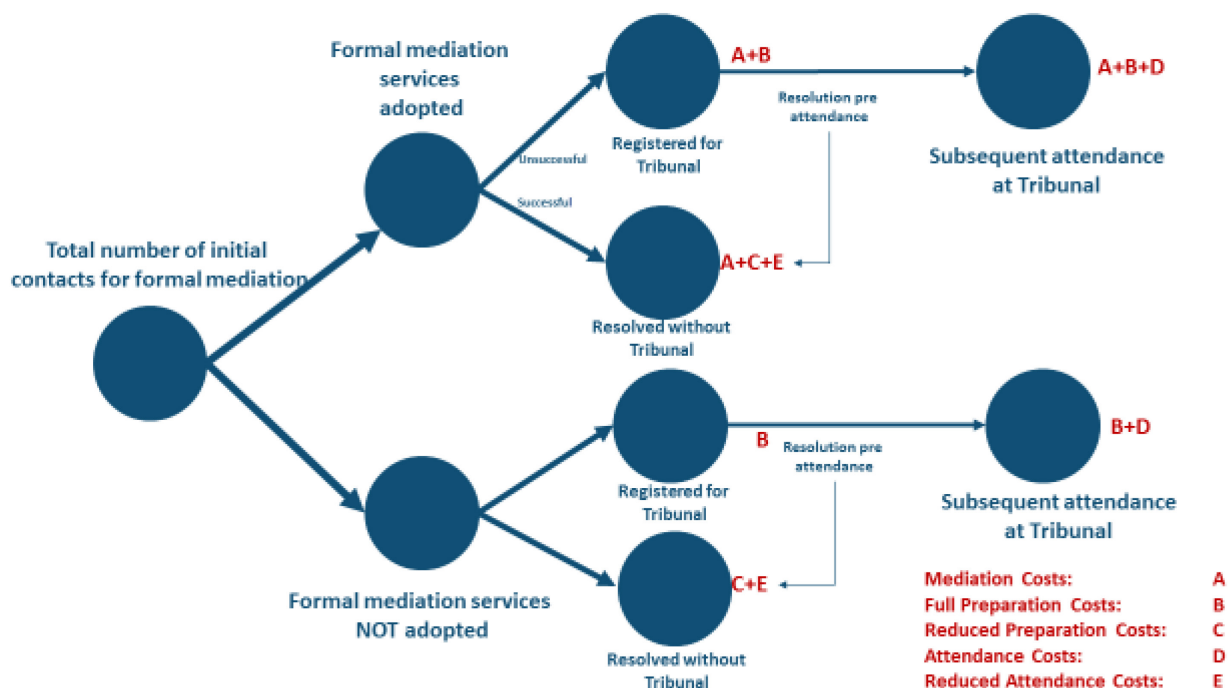 Formal mediation
services
adopted
A+B
Resolution pre
attendance
A+B+D
Unsuccessful
Registered for
Tribunal
Subsequent attendance
at Tribunal
Successful
Total number of initial
contacts for formal mediation
A+C+E
Resolved without
Tribunal
B
Resolution pre
attendance
B+D
Registered for
Tribunal
Subsequent attendance
at Tribunal
C+E
Formal mediation services
NOT adopted
Resolved without
Tribunal
Mediation Costs: A
Full Preparation Costs: B
Reduced Preparation Costs: C
Attendance Costs: D
Reduced Attendance Costs: E